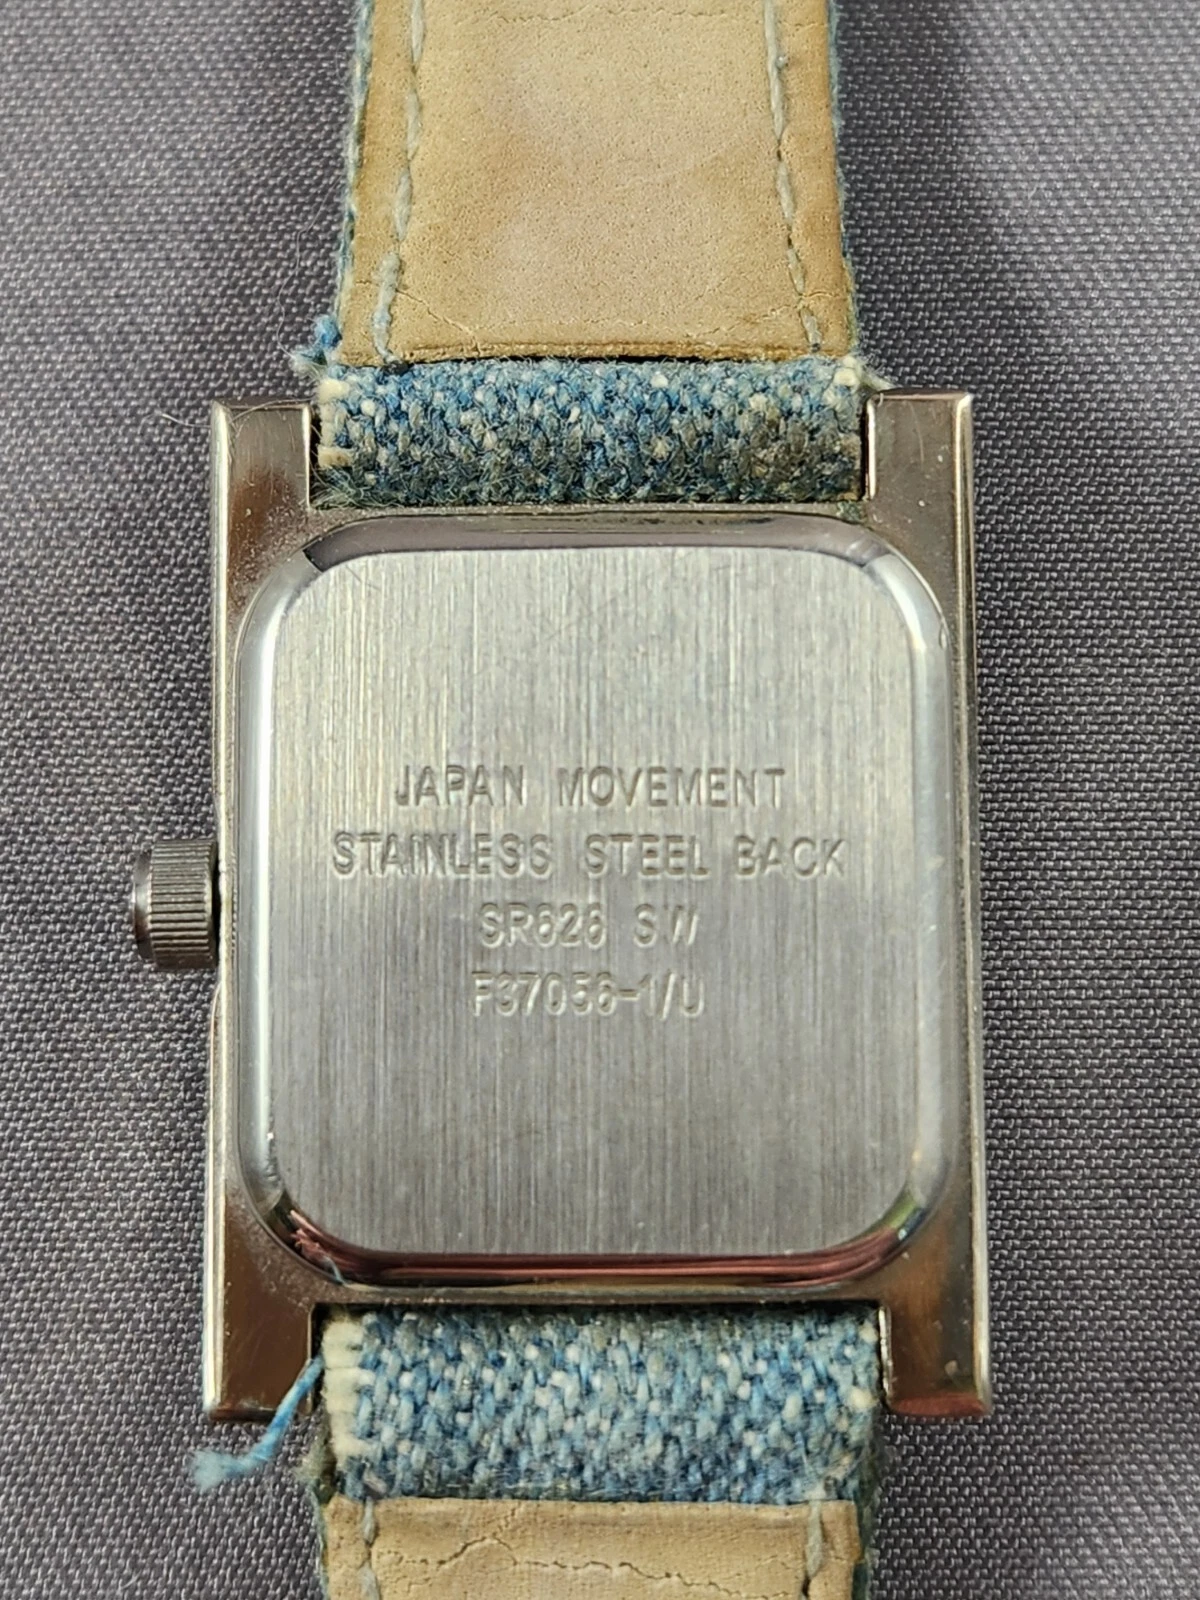 JAPAN MOVEMENT
STAINLESS STEEL BACK
SR626 SW
F37056-1/U